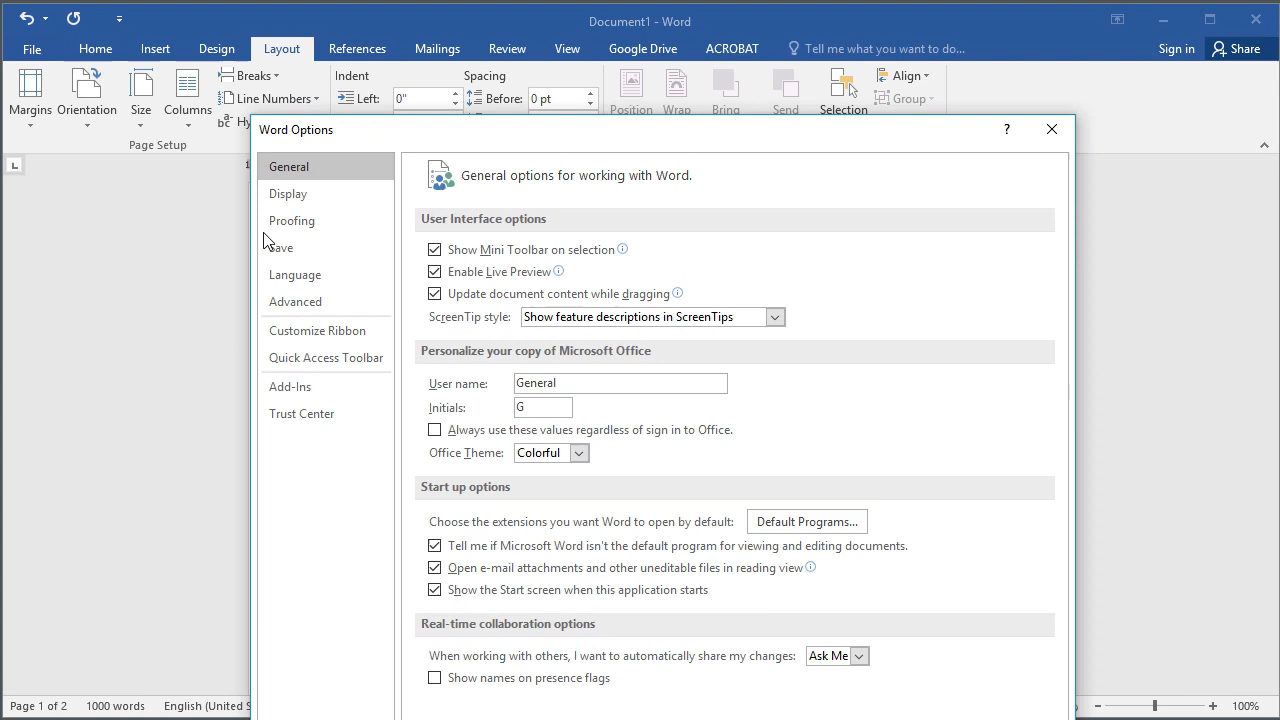 Document1 - Word
File Home Insert Design Layout References Mailings Review View Google Drive ACROBAT Tell me what you want to do... Sign in Share
Margins Orientation Size Columns
Breaks
Line Numbers
Hy
Page Setup
Indent
Left: 0"
Spacing
Before: 0 pt
Position Wrap Bring Send Selection
Align
Group
L
Word Options ?
General
Display
Proofing
Save
Language
Advanced
Customize Ribbon
Quick Access Toolbar
Add-Ins
Trust Center
General options for working with Word.
User Interface options
Show Mini Toolbar on selection
Enable Live Preview
Update document content while dragging
ScreenTip style: Show feature descriptions in ScreenTips
Personalize your copy of Microsoft Office
User name: General
Initials: G
Always use these values regardless of sign in to Office.
Office Theme: Colorful
Start up options
Choose the extensions you want Word to open by default: Default Programs...
Tell me if Microsoft Word isn't the default program for viewing and editing documents.
Open e-mail attachments and other uneditable files in reading view
Show the Start screen when this application starts
Real-time collaboration options
When working with others, I want to automatically share my changes: Ask Me
Show names on presence flags
Page 1 of 2 1000 words English (United S 100%